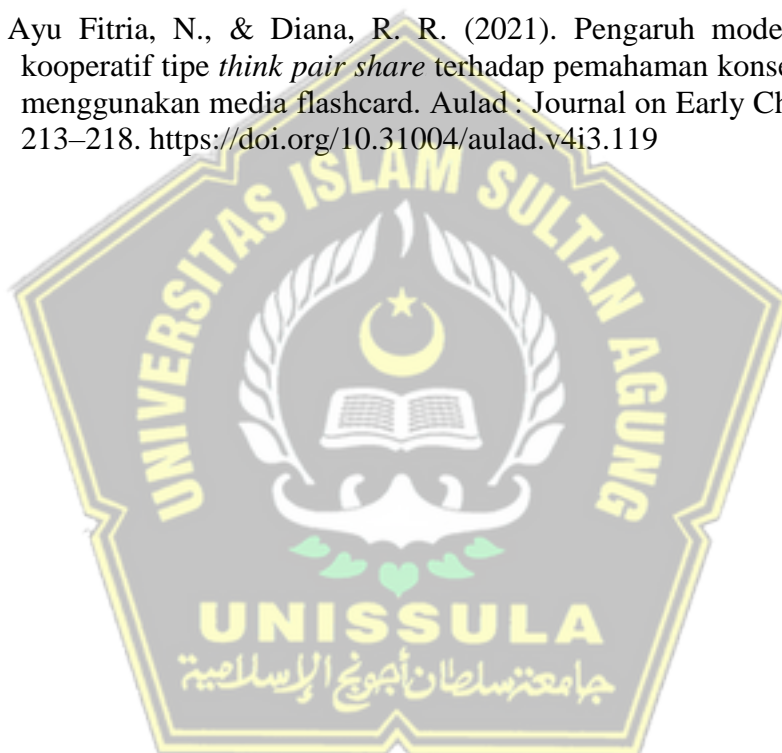 Ayu Fitria, N., & Diana, R. R. (2021). Pengaruh mode
kooperatif tipe think pair share terhadap pemahaman konse
menggunakan media flashcard. Aulad : Journal on Early Ch
213–218. https://doi.org/10.31004/aulad.v4i3.119
UNIVERSITAS ISLAM SULTAN AGUNG
UNISSULA
جامعة سلطان أجونج الإسلامية